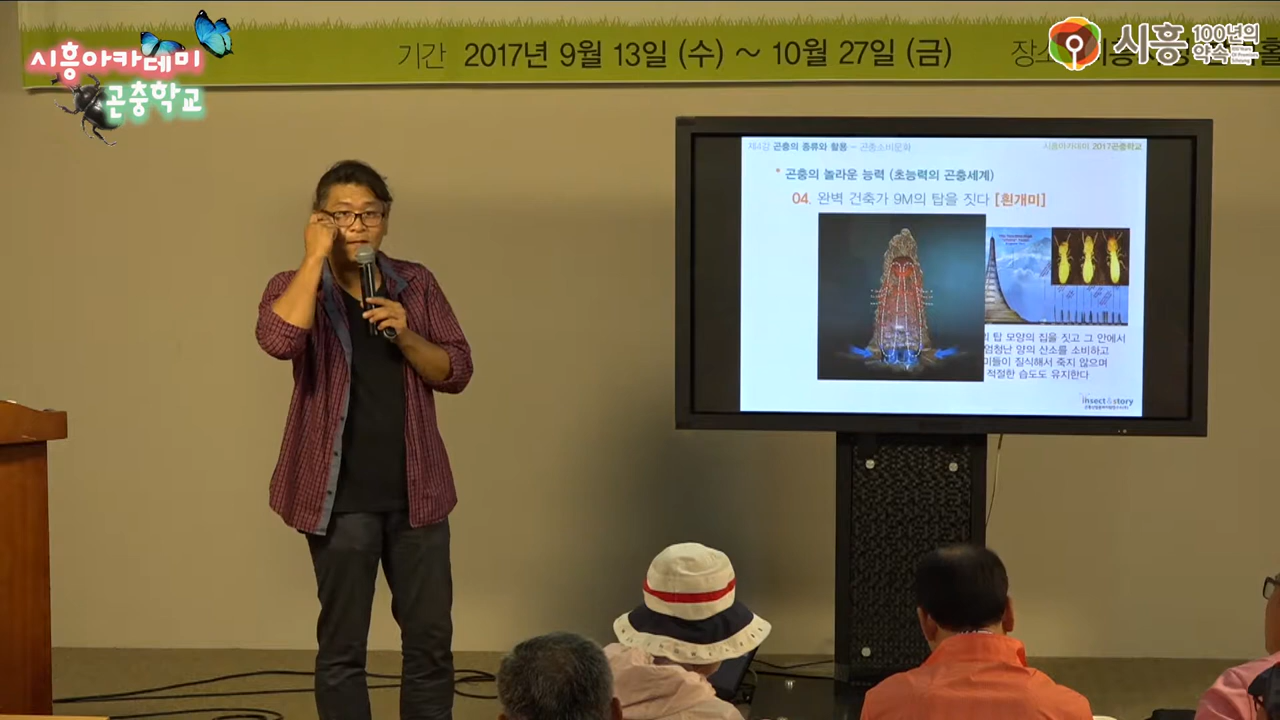 시흥아카데미
곤충학교
기간 2017년 9월 13일 (수) ~ 10월 27일 (금)
장소
시흥 100년의 약속
제4강 곤충의 종류와 활용 - 곤충소비문화
시흥아카데미 2017곤충학교
* 곤충의 놀라운 능력 (초능력의 곤충세계)
04. 완벽 건축가 9M의 탑을 짓다 [흰개미]
탑 모양의 집을 짓고 그 안에서
엄청난 양의 산소를 소비하고
미들이 질식해서 죽지 않으며
적절한 습도도 유지한다
insect & story